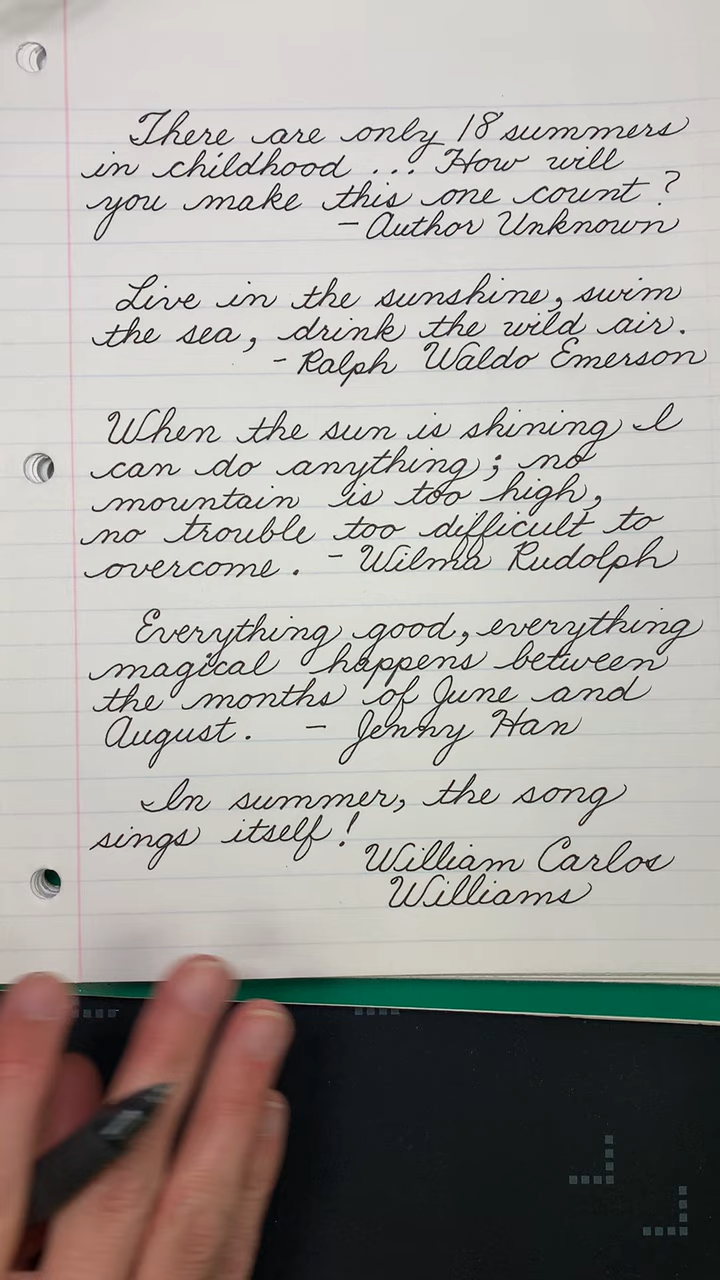 There are only 18 summers
in childhood ... How will
you make this one count?
- Author Unknown
Live in the sunshine, swim
the sea, drink the wild air.
- Ralph Waldo Emerson
When the sun is shining I
can do anything; no
mountain is too high,
no trouble too difficult to
overcome. - Wilma Rudolph
Everything good, everything
magical happens between
the months of June and
August. - Jenny Han
In summer, the song
sings itself!
William Carlos
Williams